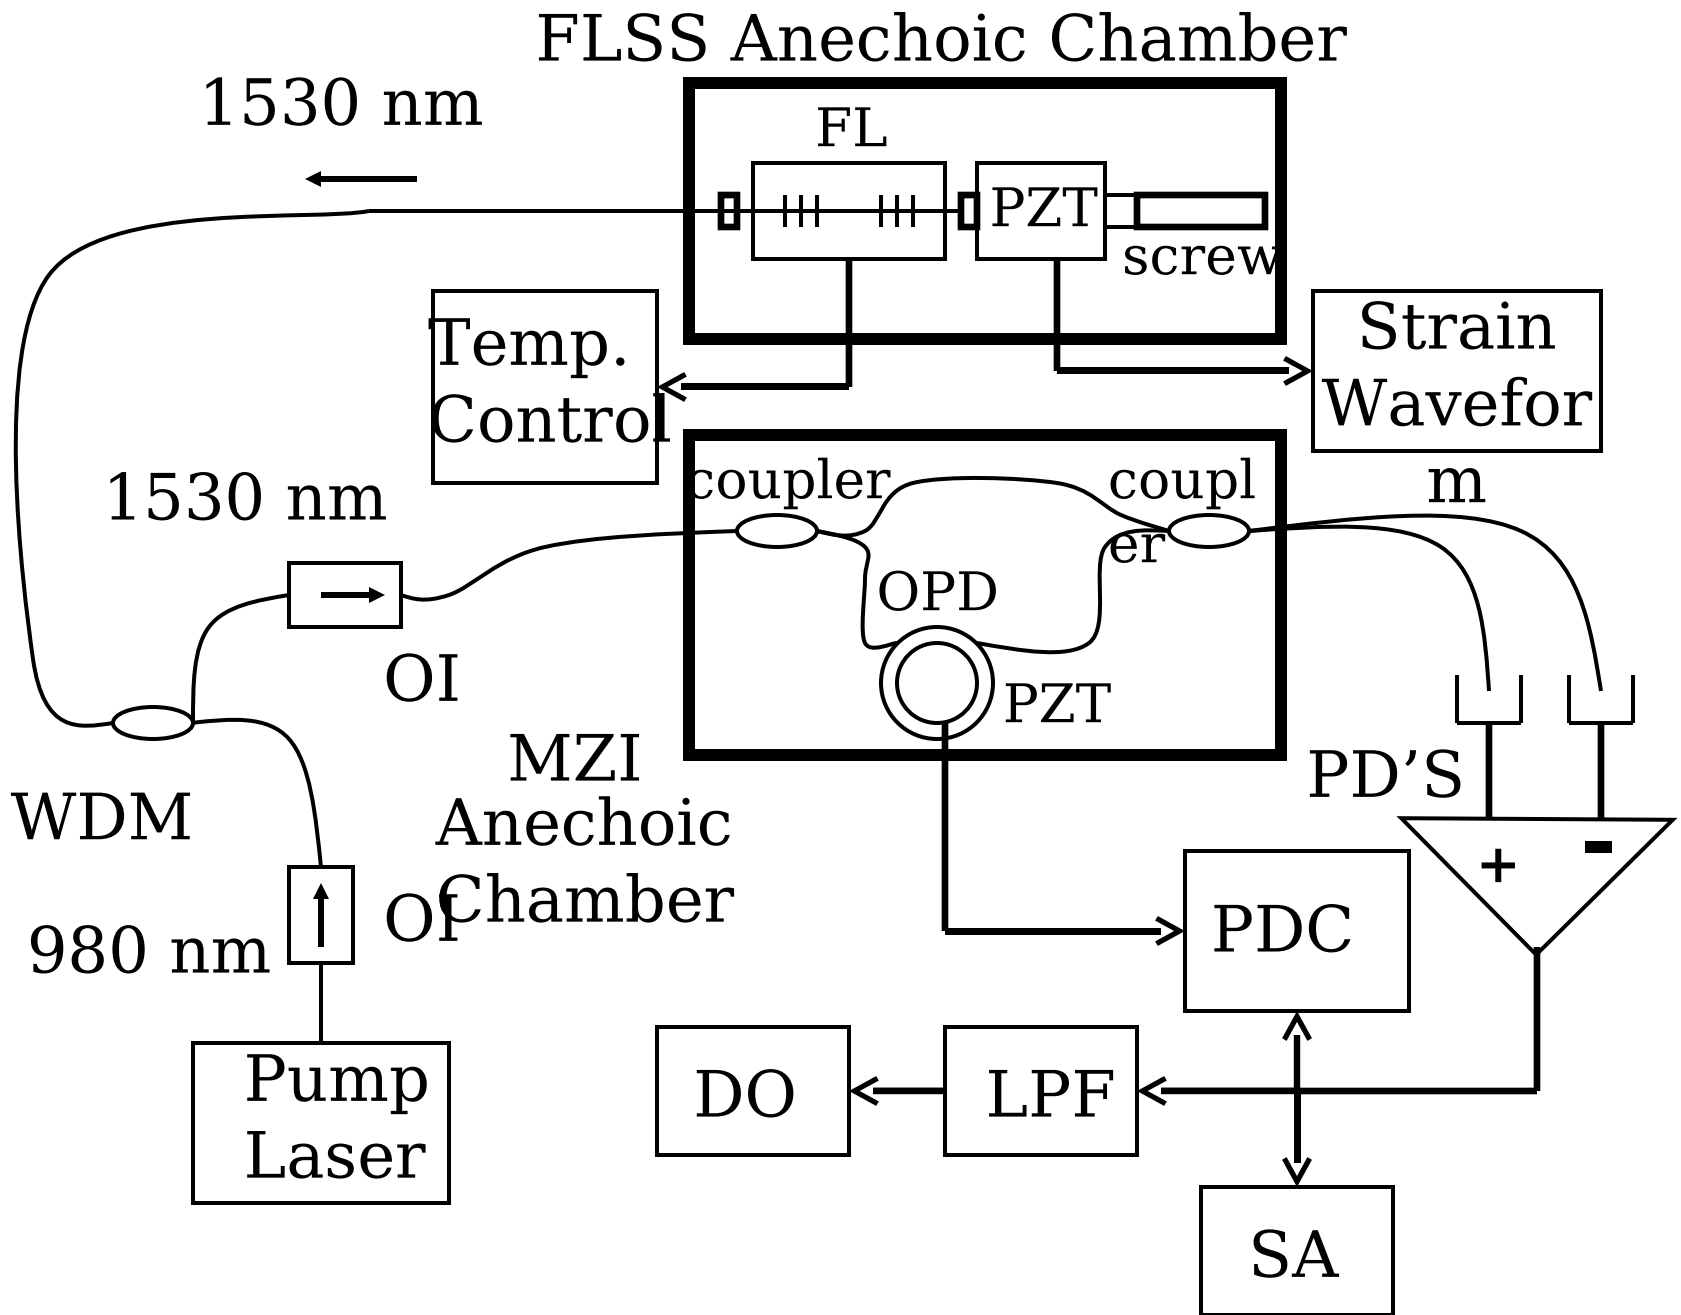 FLSS Anechoic Chamber
1530 nm
FL
PZT
screw
Temp.
Control
Strain
Wavefor
m
1530 nm
coupler
coupl
er
OPD
OI
PZT
MZI
Anechoic
Chamber
PD’S
WDM
+
-
OI
980 nm
PDC
Pump
Laser
DO
LPF
SA